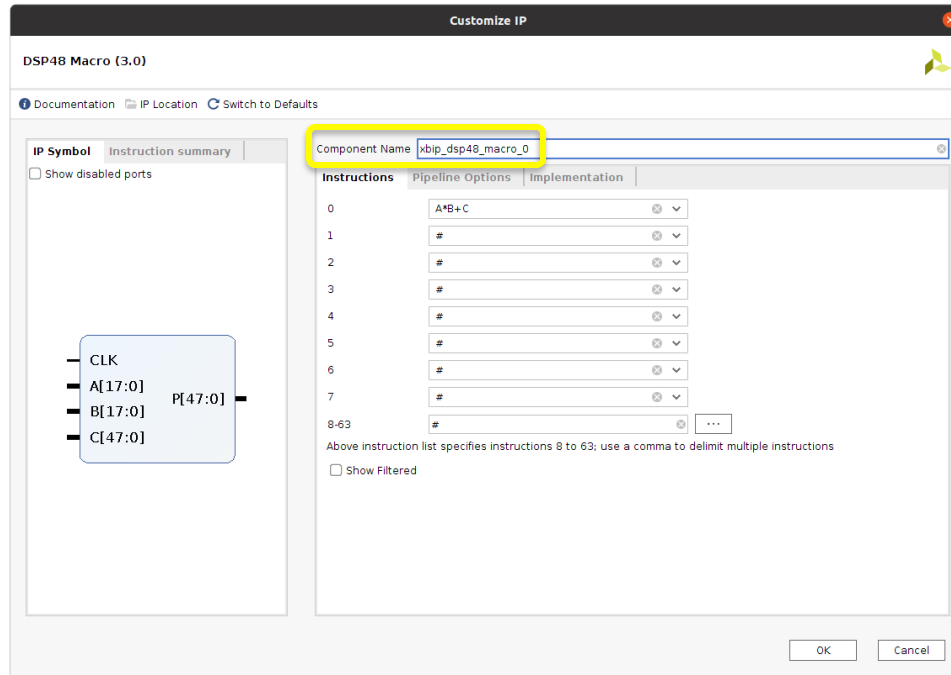 Customize IP
DSP48 Macro (3.0)
Documentation IP Location Switch to Defaults
IP Symbol Instruction summary
Show disabled ports
CLK
A[17:0]
B[17:0]
C[47:0]
P[47:0]
Component Name xbip_dsp48_macro_0
Instructions Pipeline Options Implementation
0 A*B+C
1 #
2 #
3 #
4 #
5 #
6 #
7 #
8-63 # ...
Above instruction list specifies instructions 8 to 63; use a comma to delimit multiple instructions
Show Filtered
OK Cancel